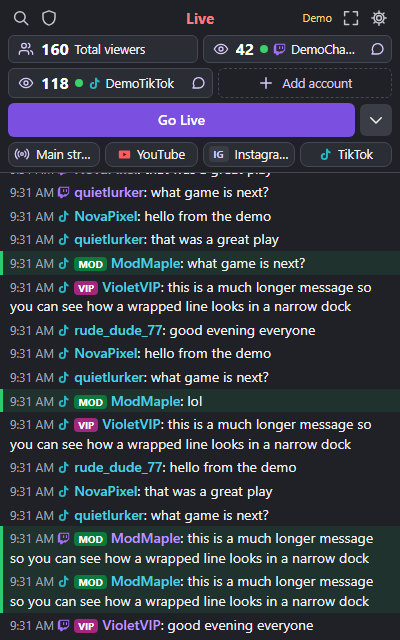 Live
Demo
160 Total viewers
42 DemoCha...
118 DemoTikTok
Add account
Go Live
Main str...
YouTube
IG Instagra...
TikTok
9:31 AM quietlurker: what game is next?
9:31 AM NovaPixel: hello from the demo
9:31 AM quietlurker: that was a great play
9:31 AM MOD ModMaple: what game is next?
9:31 AM VIP VioletVIP: this is a much longer message so
you can see how a wrapped line looks in a narrow dock
9:31 AM rude_dude_77: good evening everyone
9:31 AM NovaPixel: hello from the demo
9:31 AM quietlurker: what game is next?
9:31 AM MOD ModMaple: lol
9:31 AM VIP VioletVIP: this is a much longer message so
you can see how a wrapped line looks in a narrow dock
9:31 AM rude_dude_77: hello from the demo
9:31 AM NovaPixel: that was a great play
9:31 AM quietlurker: what game is next?
9:31 AM MOD ModMaple: this is a much longer message
so you can see how a wrapped line looks in a narrow dock
9:31 AM MOD ModMaple: this is a much longer message
so you can see how a wrapped line looks in a narrow dock
9:31 AM VioletVIP: good evening everyone